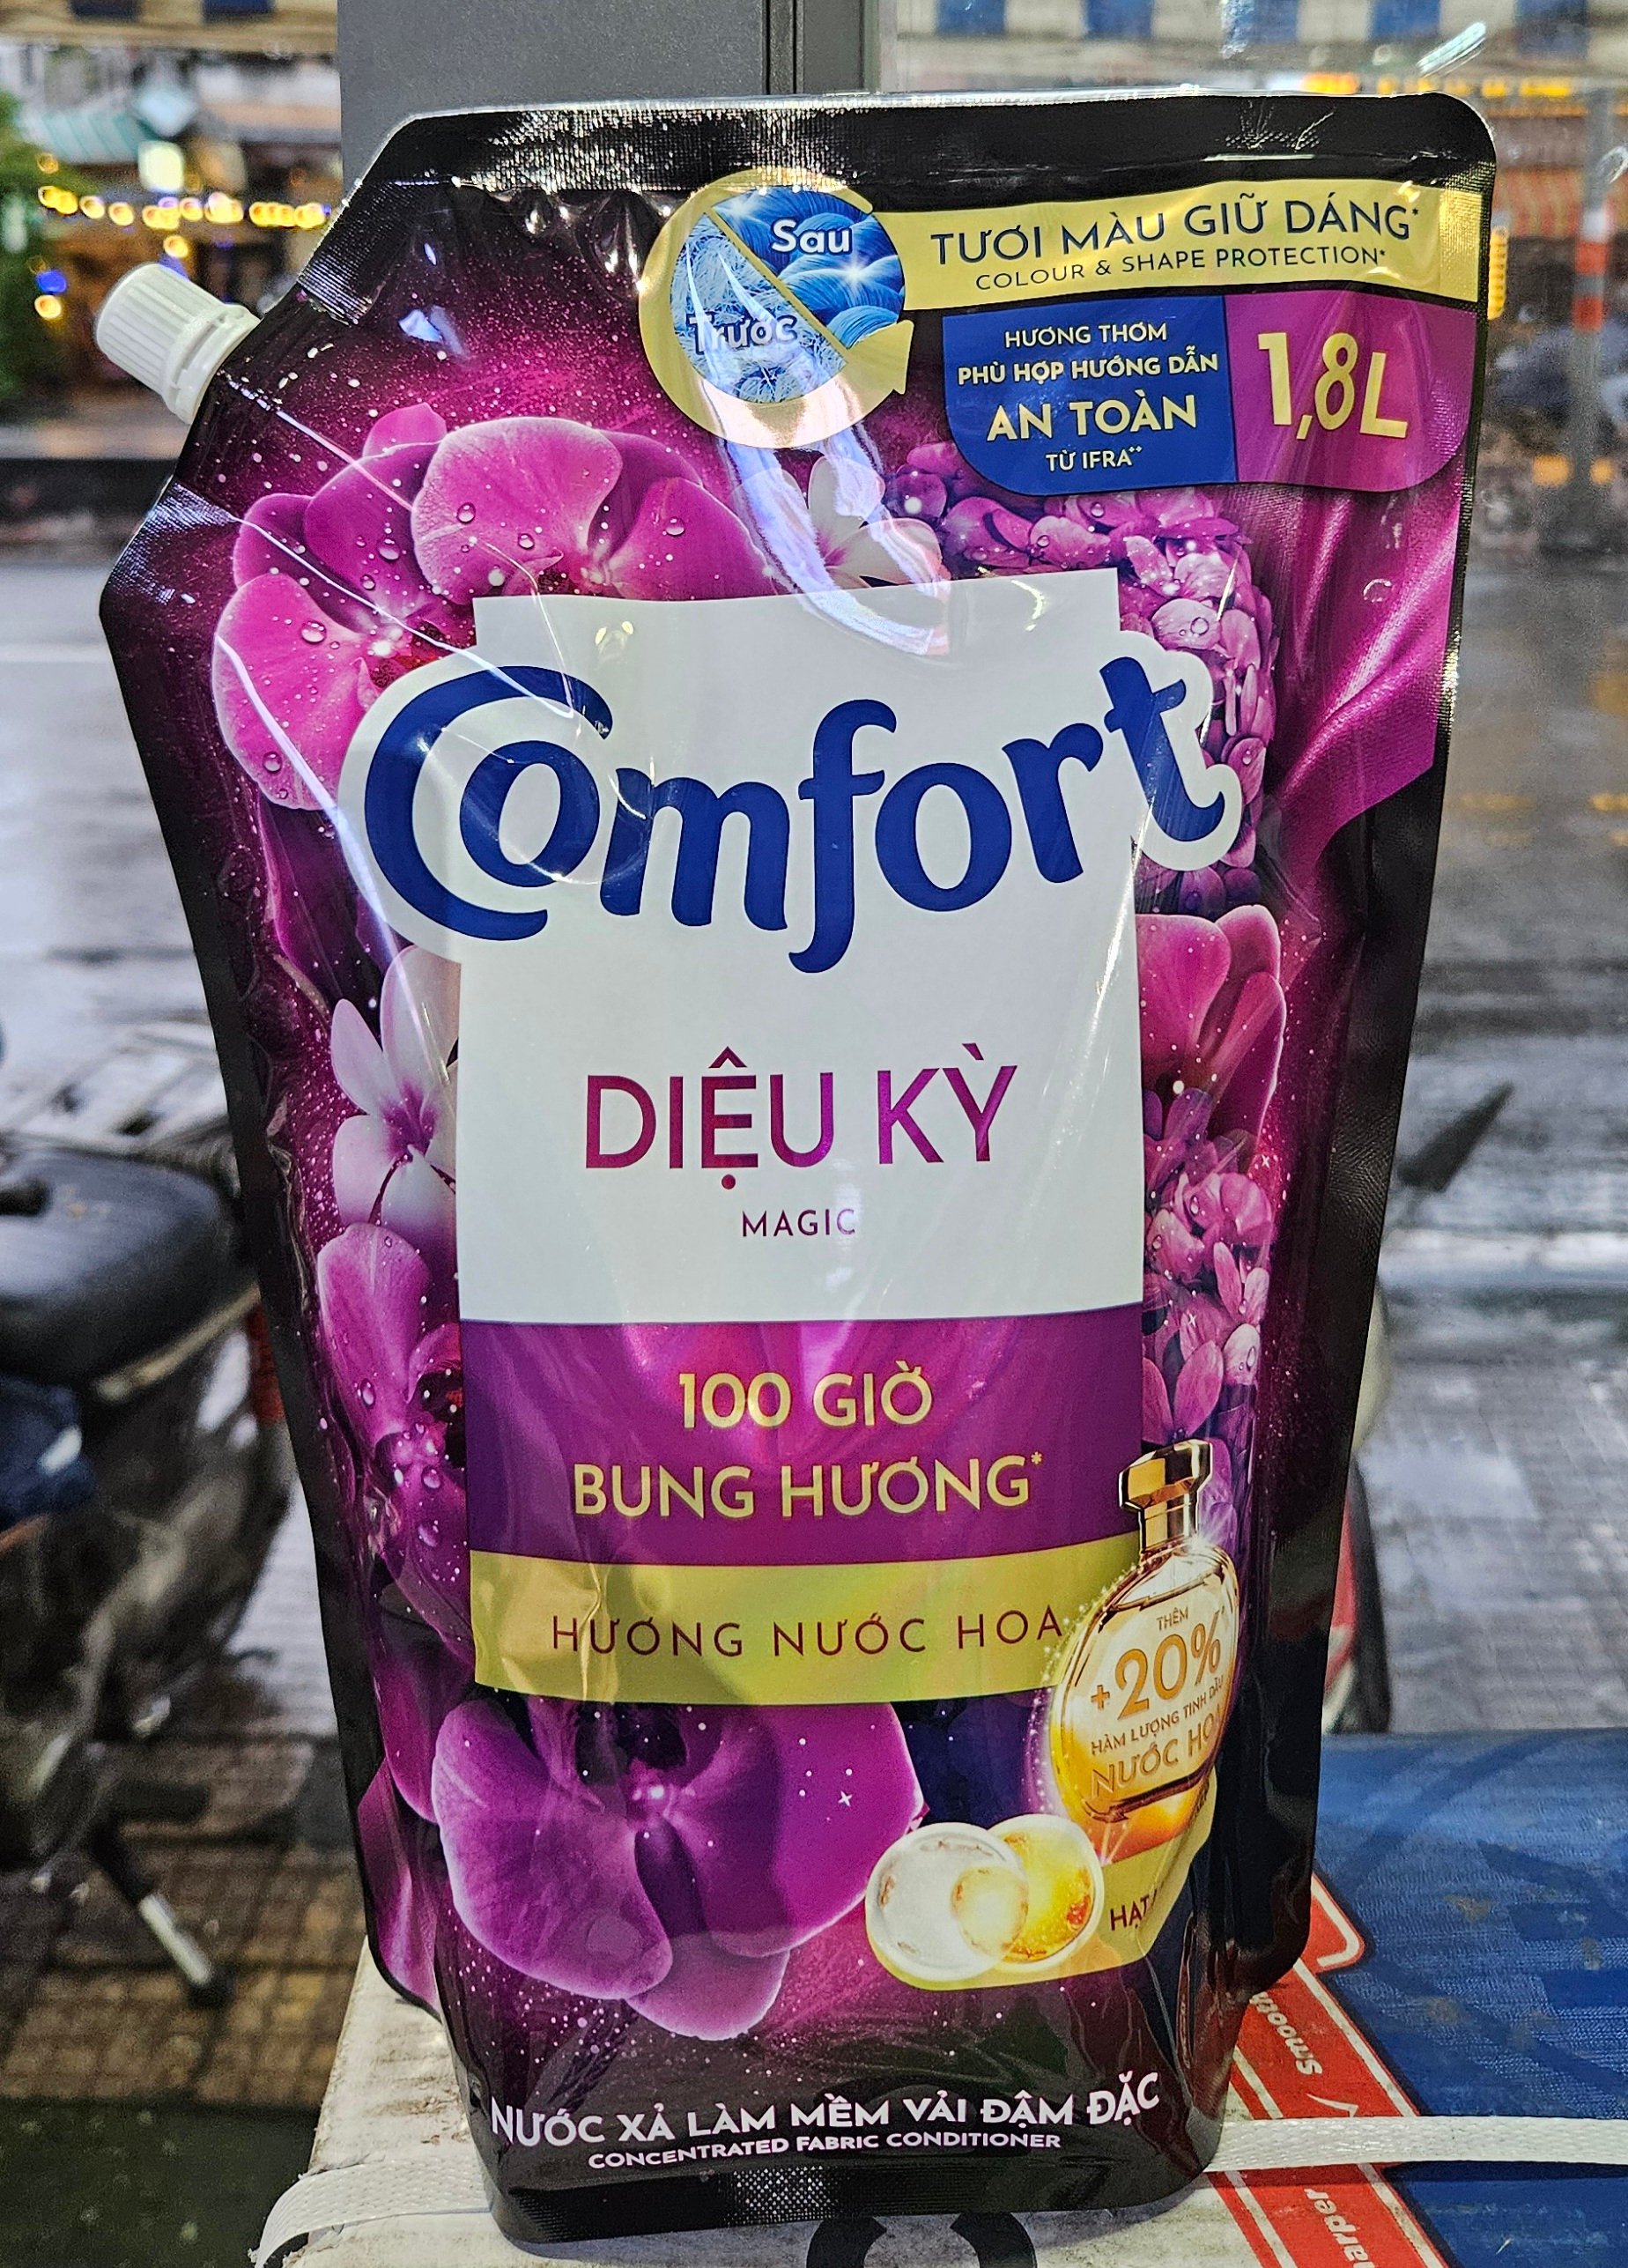 Sau
Trước
TƯƠI MÀU GIỮ DÁNG*
COLOUR & SHAPE PROTECTION*
HƯƠNG THƠM
PHÙ HỢP HƯỚNG DẪN
AN TOÀN
TỪ IFRA**
1,8L
Comfort
DIỆU KỲ
MAGIC
100 GIỜ
BUNG HƯƠNG*
HƯƠNG NƯỚC HOA
THÊM
+20%*
HÀM LƯỢNG TINH DẦU
NƯỚC HOA
HẠT
NƯỚC XẢ LÀM MỀM VẢI ĐẬM ĐẶC
CONCENTRATED FABRIC CONDITIONER
Smooth